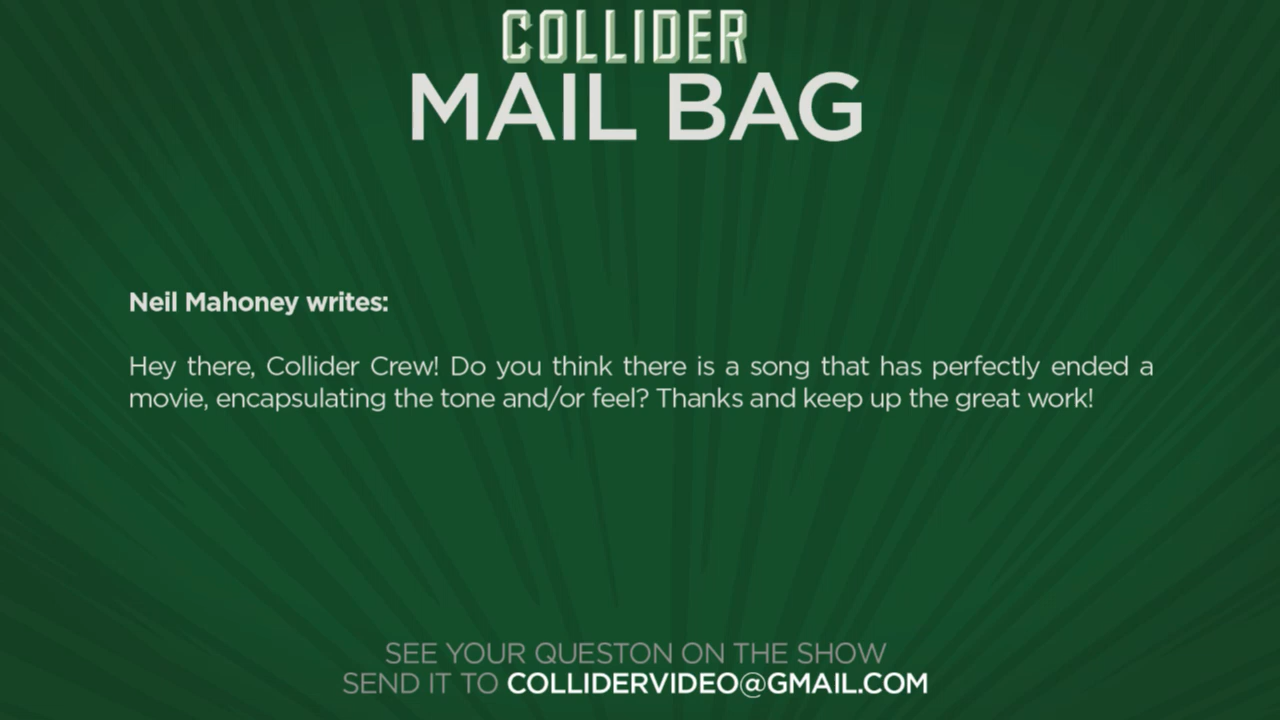 COLLIDER
MAIL BAG
Neil Mahoney writes:
Hey there, Collider Crew! Do you think there is a song that has perfectly ended a
movie, encapsulating the tone and/or feel? Thanks and keep up the great work!
SEE YOUR QUESTON ON THE SHOW
SEND IT TO COLLIDERVIDEO@GMAIL.COM